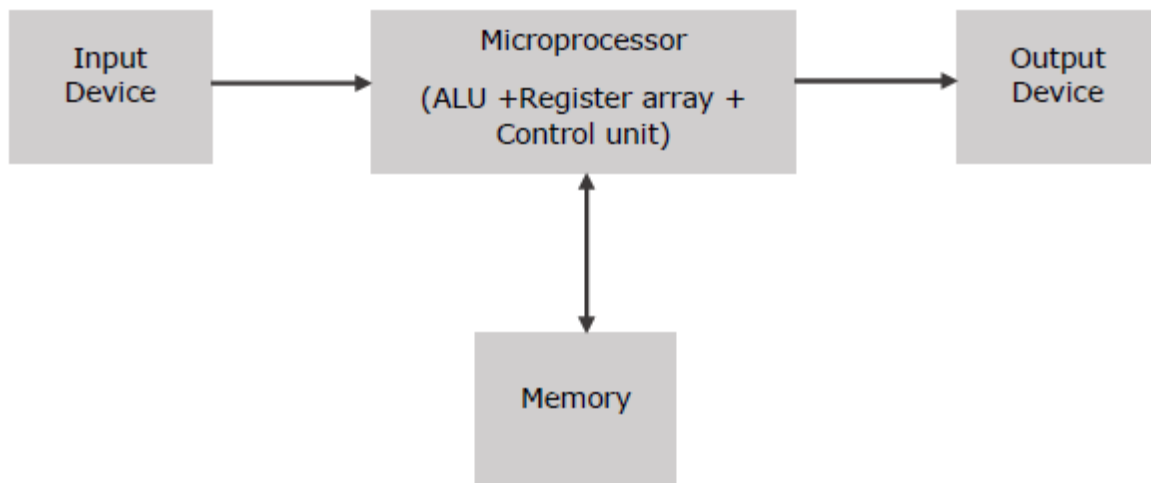 Input
Device
Microprocessor
(ALU +Register array +
Control unit)
Output
Device
Memory